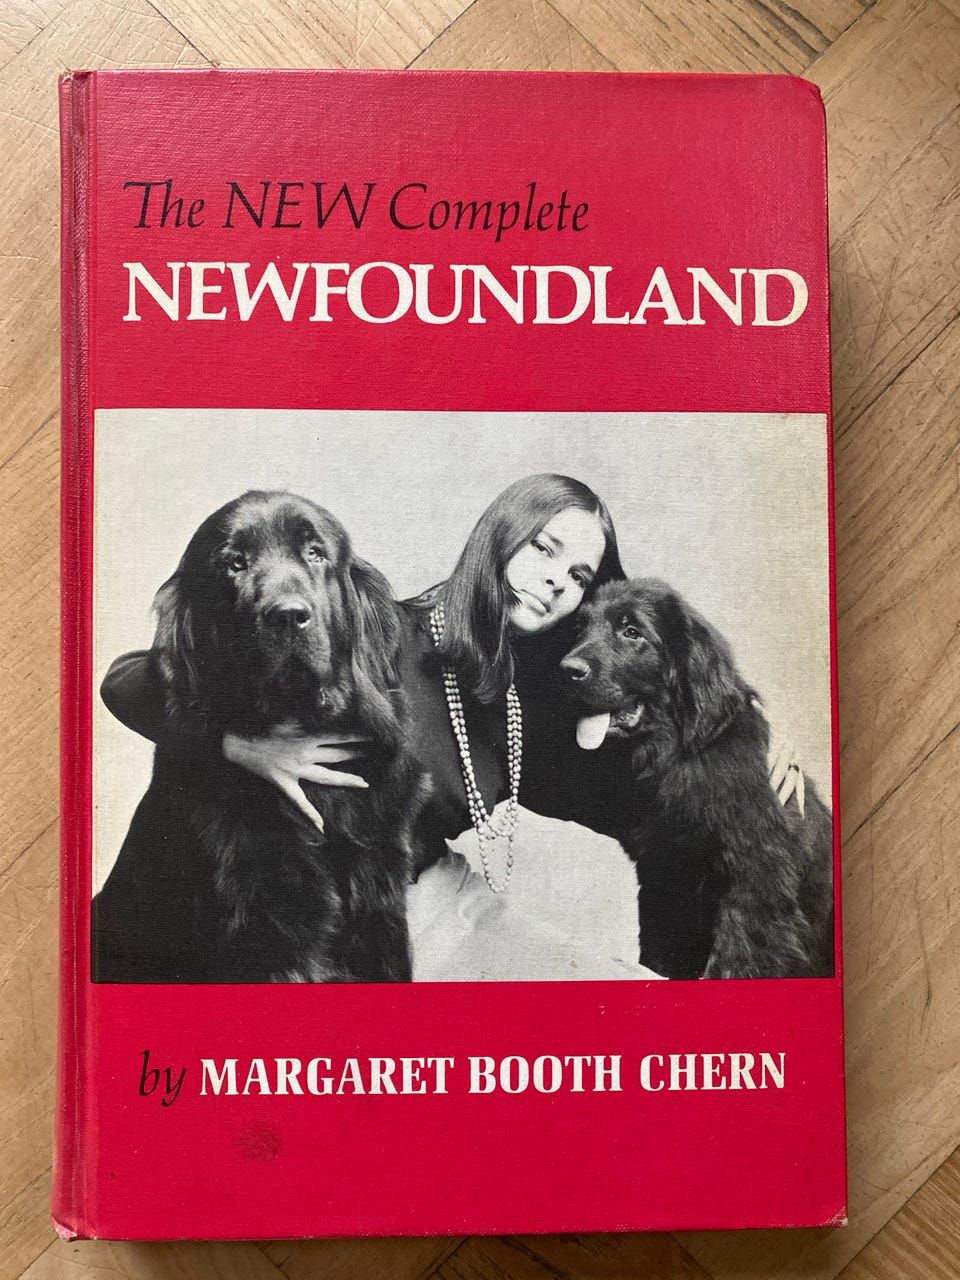 The NEW Complete
NEWFOUNDLAND
by MARGARET BOOTH CHERN